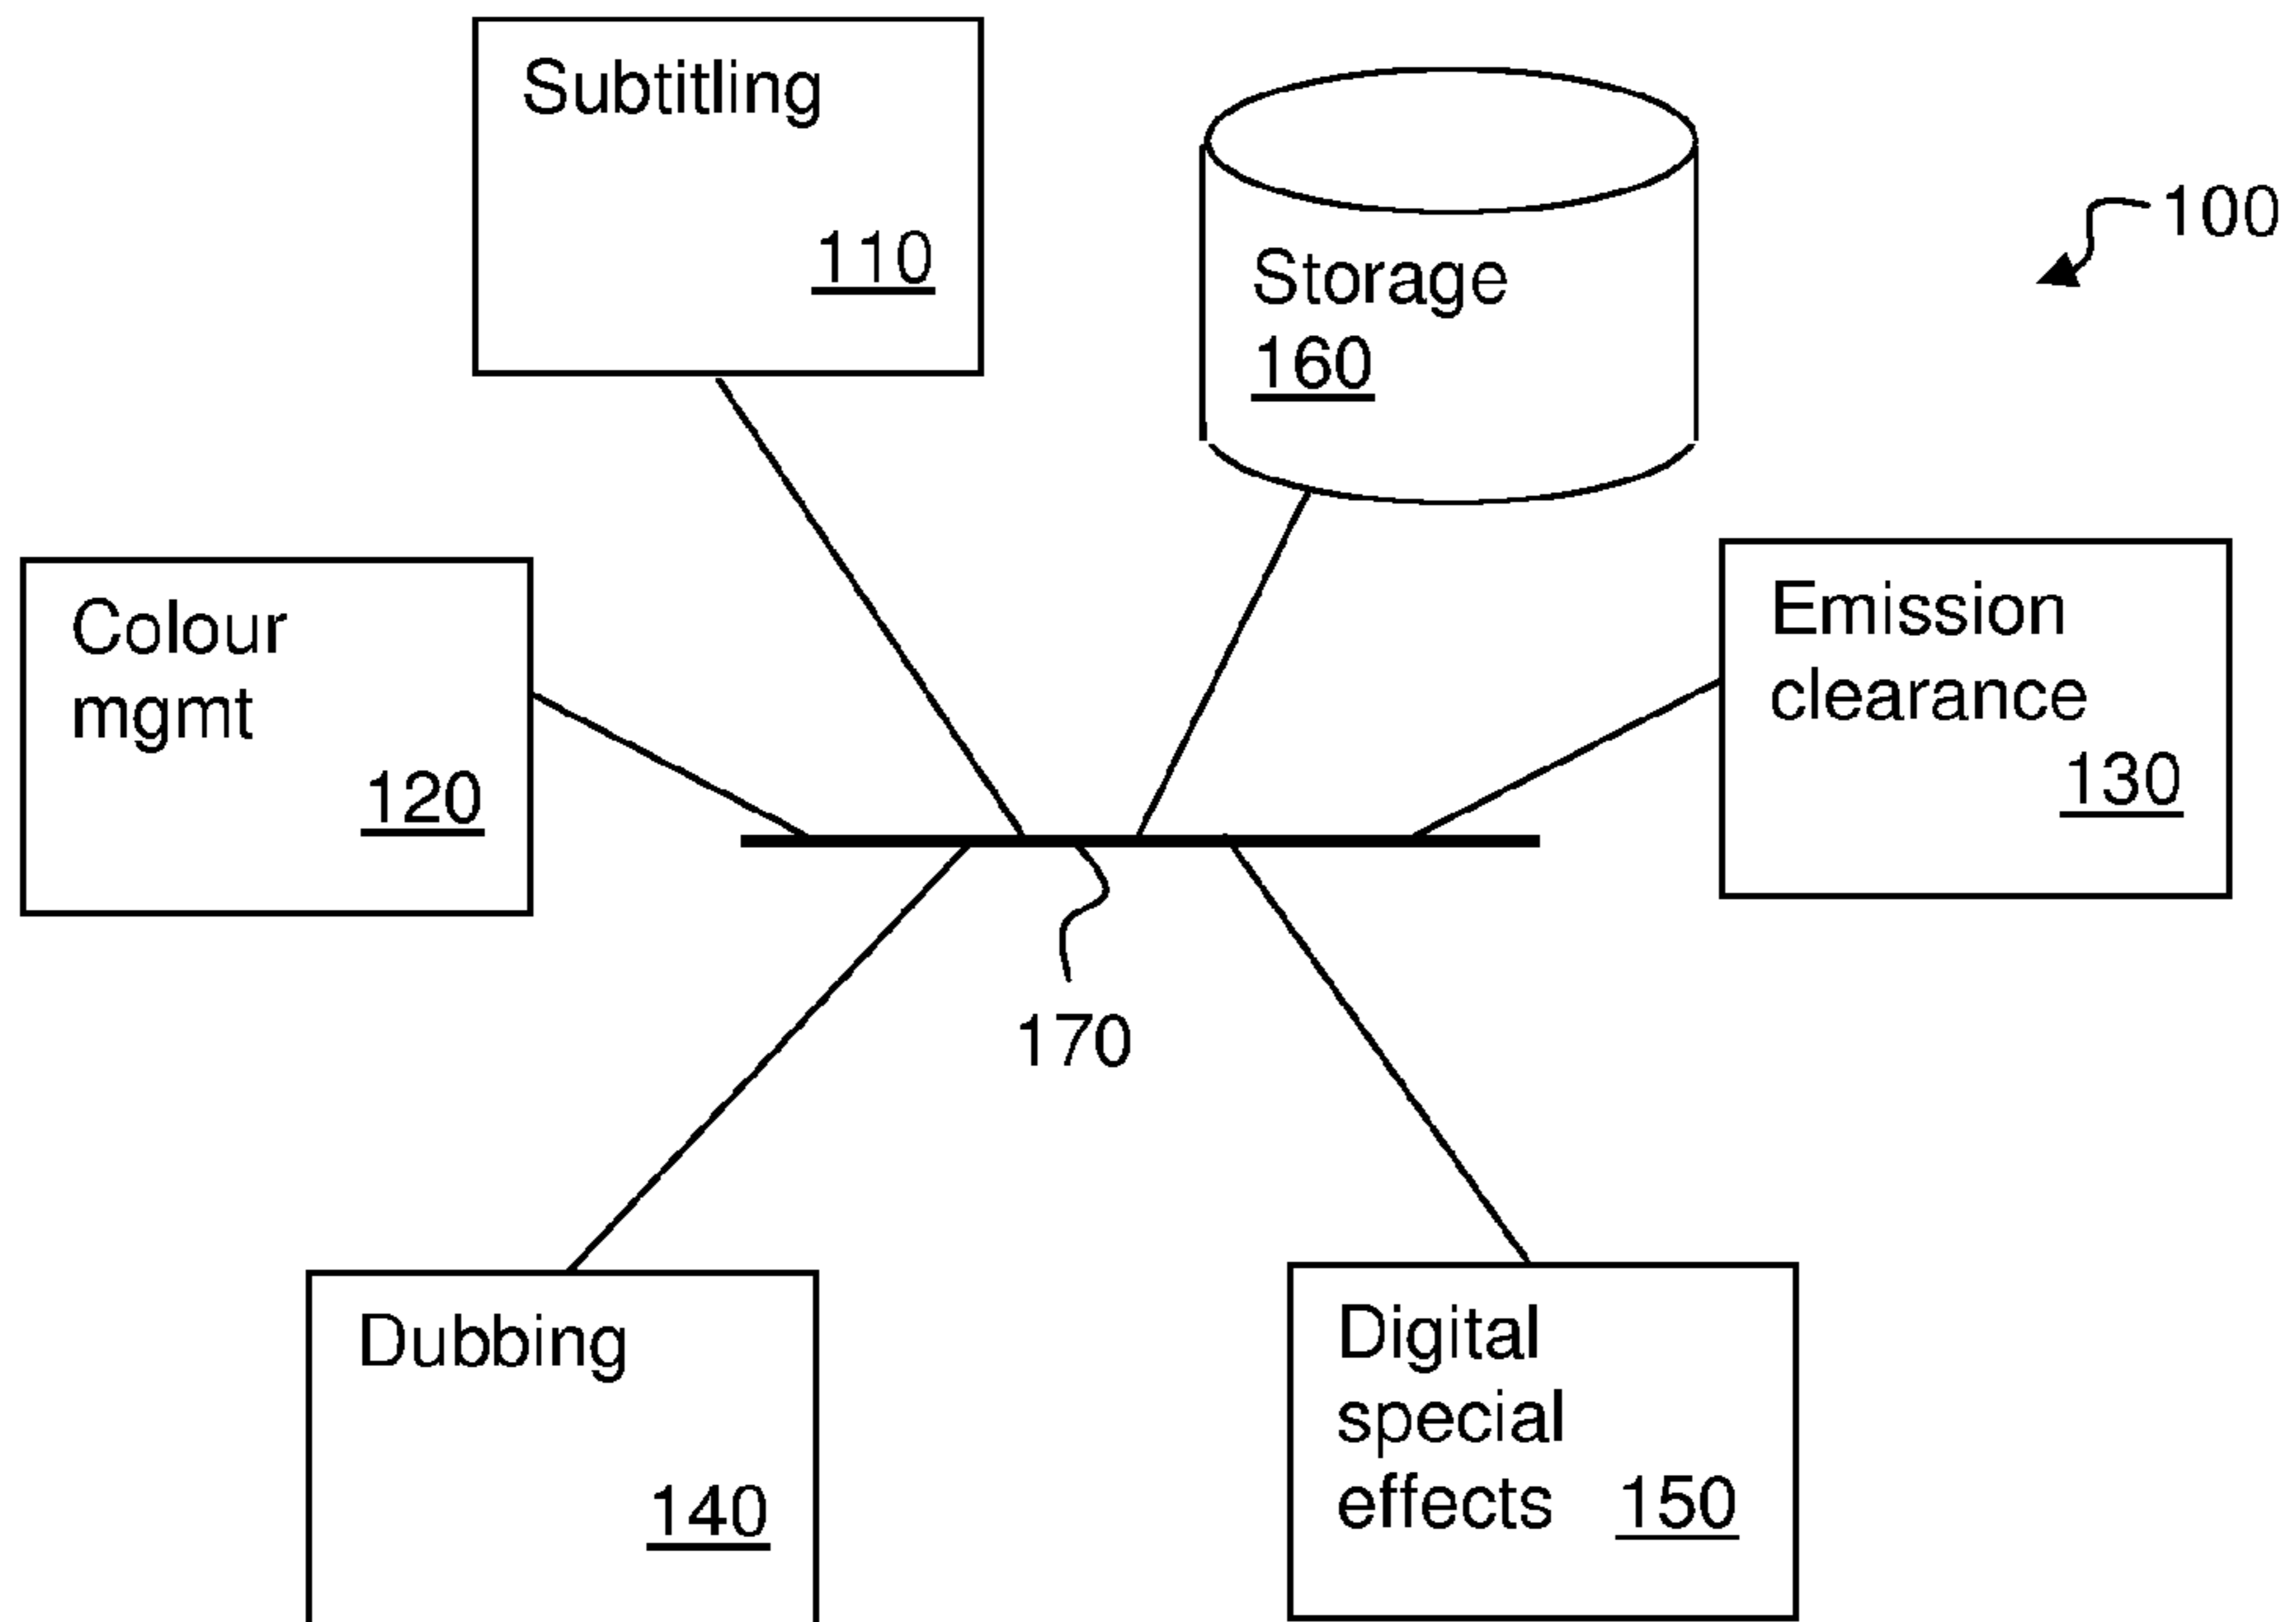 Subtitling
110
Storage
160
100
Colour
mgmt
120
Emission
clearance
130
170
Dubbing
140
Digital
special
effects 150